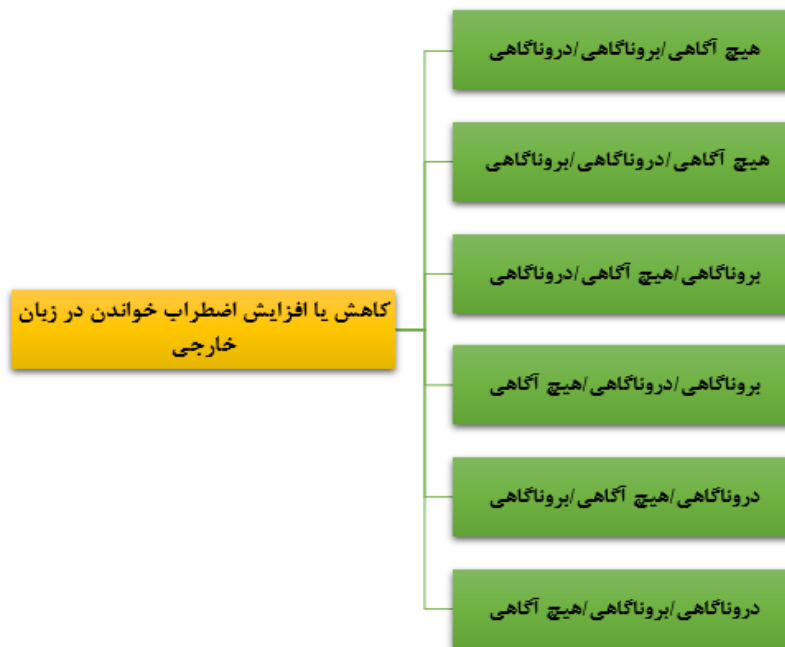 هیچ آگاهی/بروناگاهی/دروناگاهی
هیچ آگاهی/دروناگاهی/بروناگاهی
بروناگاهی/هیچ آگاهی/دروناگاهی
کاهش یا افزایش اضطراب خواندن در زبان
خارجی
بروناگاهی/دروناگاهی/هیچ آگاهی
دروناگاهی/هیچ آگاهی/بروناگاهی
دروناگاهی/بروناگاهی/هیچ آگاهی